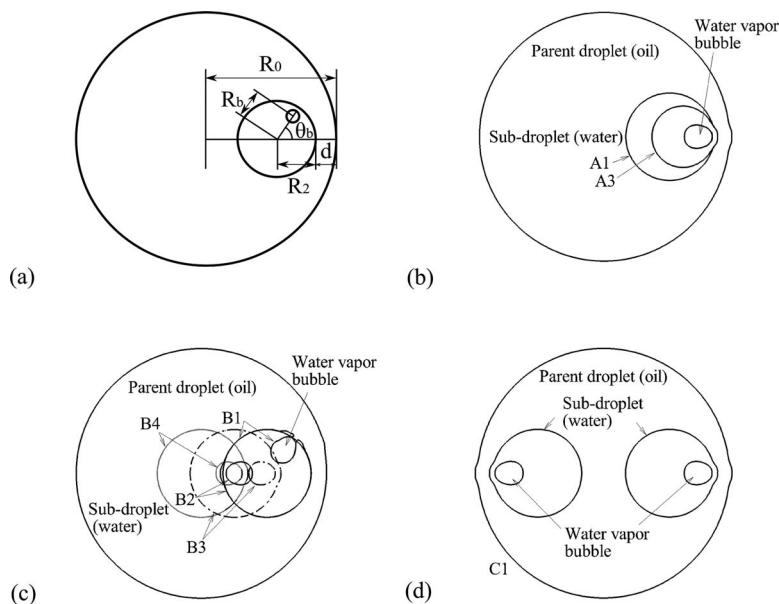 R0
Rb
θb
d
R2
(a)
Water vapor
bubble
Parent droplet (oil)
Sub-droplet (water)
A1
A3
(b)
Water vapor
bubble
Parent droplet (oil)
B4
B1
B2
Sub-droplet
(water)
B3
(c)
Parent droplet (oil)
Sub-droplet
(water)
Water vapor
bubble
C1
(d)